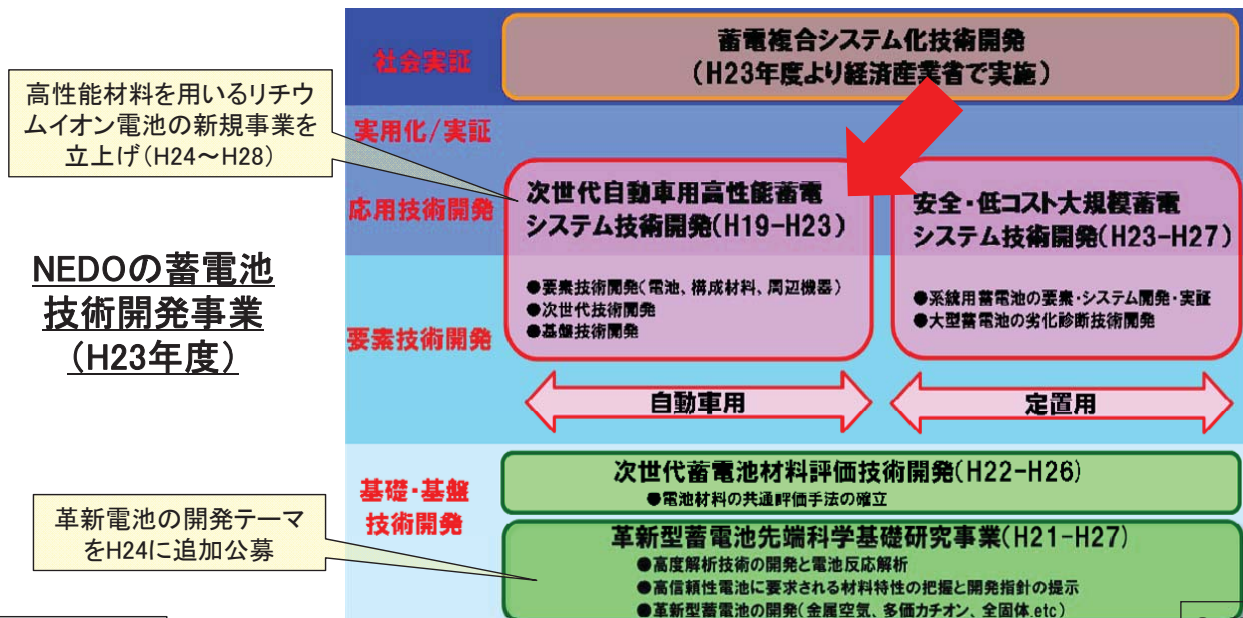 社会実証
蓄電複合システム化技術開発
(H23年度より経済産業省で実施)
高性能材料を用いるリチウ
ムイオン電池の新規事業を
立上げ(H24～H28)
実用化/実証
応用技術開発
次世代自動車用高性能蓄電
システム技術開発(H19-H23)
安全・低コスト大規模蓄電
システム技術開発(H23-H27)
NEDOの蓄電池
技術開発事業
(H23年度)
要素技術開発
●要素技術開発(電池、構成材料、周辺機器)
●次世代技術開発
●基盤技術開発
●系統用蓄電池の要素・システム開発・実証
●大型蓄電池の劣化診断技術開発
自動車用
定置用
基礎・基盤
技術開発
次世代蓄電池材料評価技術開発(H22-H26)
●電池材料の共通評価手法の確立
革新電池の開発テーマ
をH24に追加公募
革新型蓄電池先端科学基礎研究事業(H21-H27)
●高度解析技術の開発と電池反応解析
●高信頼性電池に要求される材料特性の把握と開発指針の提示
●革新型蓄電池の開発(金属空気、多価カチオン、全固体.etc)